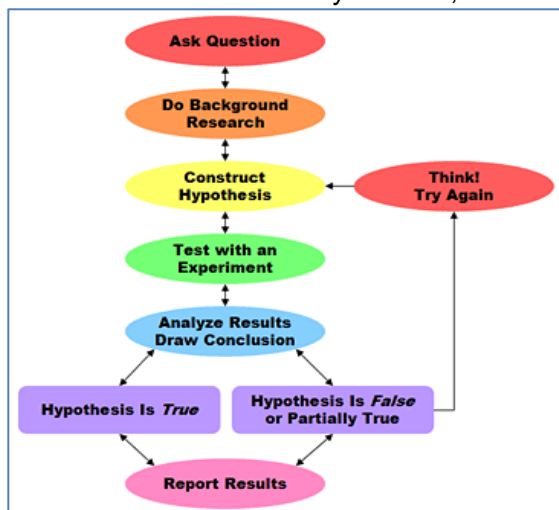 Ask Question
Do Background
Research
Construct
Hypothesis
Think!
Try Again
Test with an
Experiment
Analyze Results
Draw Conclusion
Hypothesis Is True
Hypothesis Is False
or Partially True
Report Results